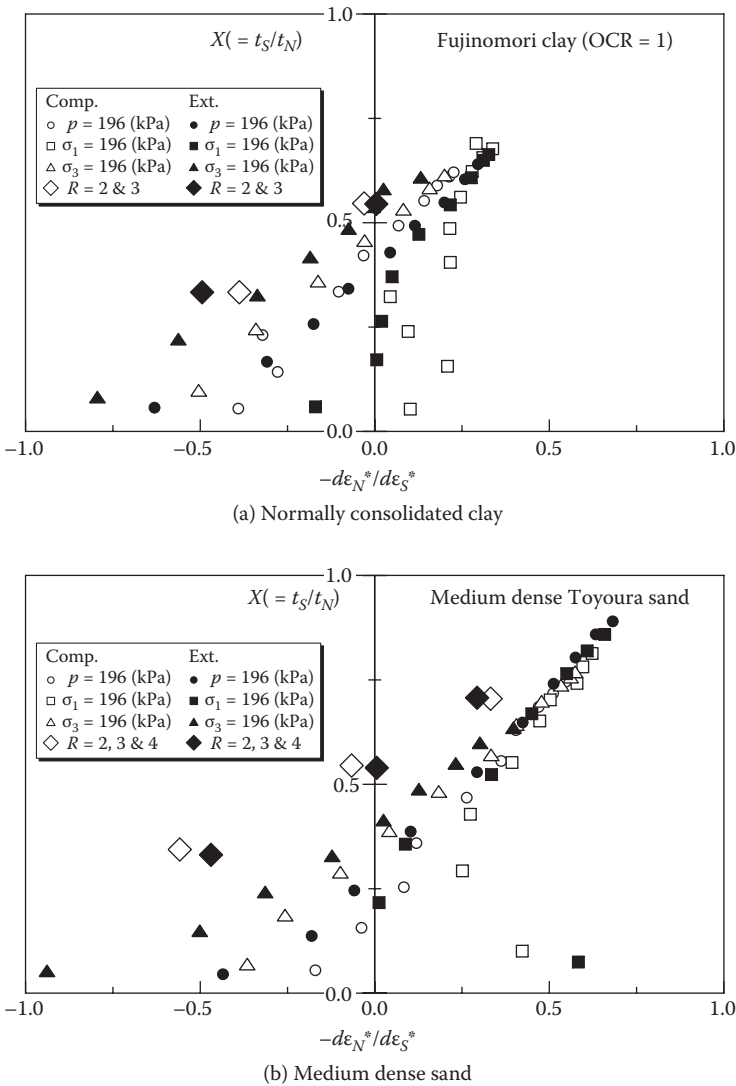 1.0
X( = tS/tN)
Fujinomori clay (OCR = 1)
Comp. Ext.
○ p = 196 (kPa) ● p = 196 (kPa)
□ σ1 = 196 (kPa) ■ σ1 = 196 (kPa)
△ σ3 = 196 (kPa) ▲ σ3 = 196 (kPa)
◇ R = 2 & 3 ◆ R = 2 & 3
0.5
0.0
−1.0 −0.5 0.0 0.5 1.0
−dεN*/dεS*
(a) Normally consolidated clay
1.0
X( = tS/tN)
Medium dense Toyoura sand
Comp. Ext.
○ p = 196 (kPa) ● p = 196 (kPa)
□ σ1 = 196 (kPa) ■ σ1 = 196 (kPa)
△ σ3 = 196 (kPa) ▲ σ3 = 196 (kPa)
◇ R = 2, 3 & 4 ◆ R = 2, 3 & 4
0.5
0.0
−1.0 −0.5 0.0 0.5 1.0
−dεN*/dεS*
(b) Medium dense sand